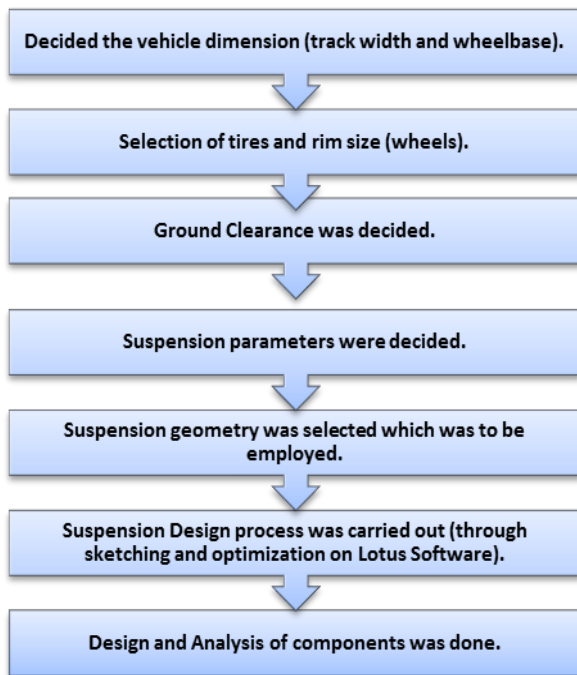 Decided the vehicle dimension (track width and wheelbase).
Selection of tires and rim size (wheels).
Ground Clearance was decided.
Suspension parameters were decided.
Suspension geometry was selected which was to be
employed.
Suspension Design process was carried out (through
sketching and optimization on Lotus Software).
Design and Analysis of components was done.